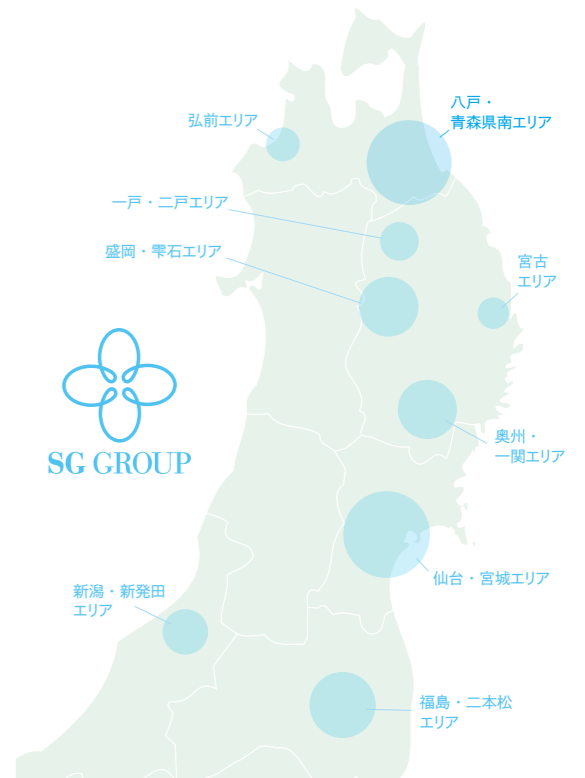 八戸・
青森県南エリア
弘前エリア
一戸・二戸エリア
盛岡・雫石エリア
宮古
エリア
SG GROUP
奥州・
一関エリア
仙台・宮城エリア
新潟・新発田
エリア
福島・二本松
エリア